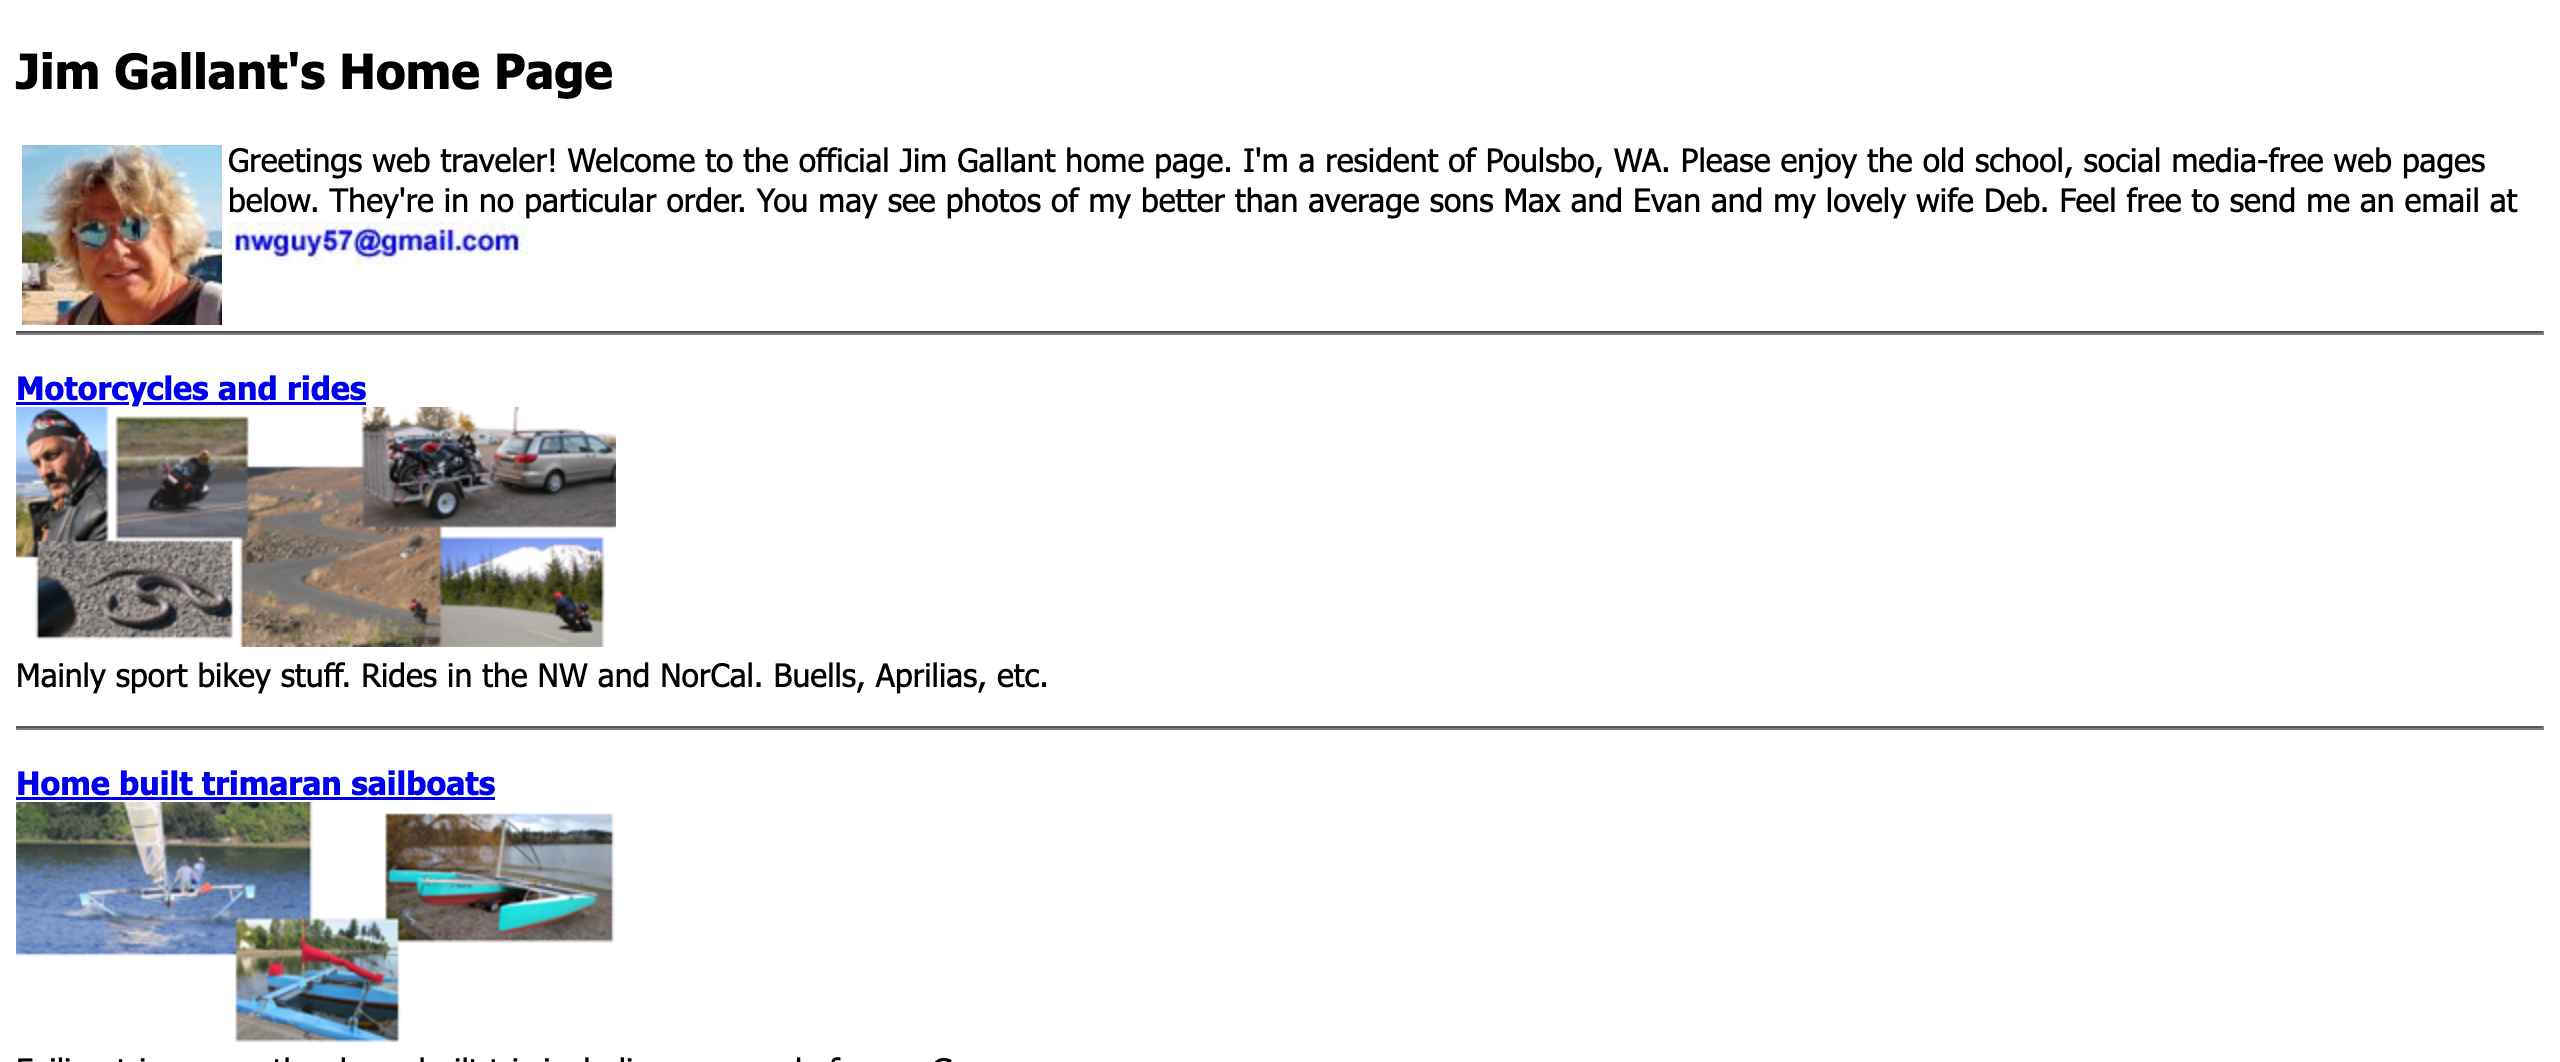 Jim Gallant's Home Page
Greetings web traveler! Welcome to the official Jim Gallant home page. I'm a resident of Poulsbo, WA. Please enjoy the old school, social media-free web pages
below. They're in no particular order. You may see photos of my better than average sons Max and Evan and my lovely wife Deb. Feel free to send me an email at
nwguy57@gmail.com
Motorcycles and rides
Mainly sport bikey stuff. Rides in the NW and NorCal. Buells, Aprilias, etc.
Home built trimaran sailboats